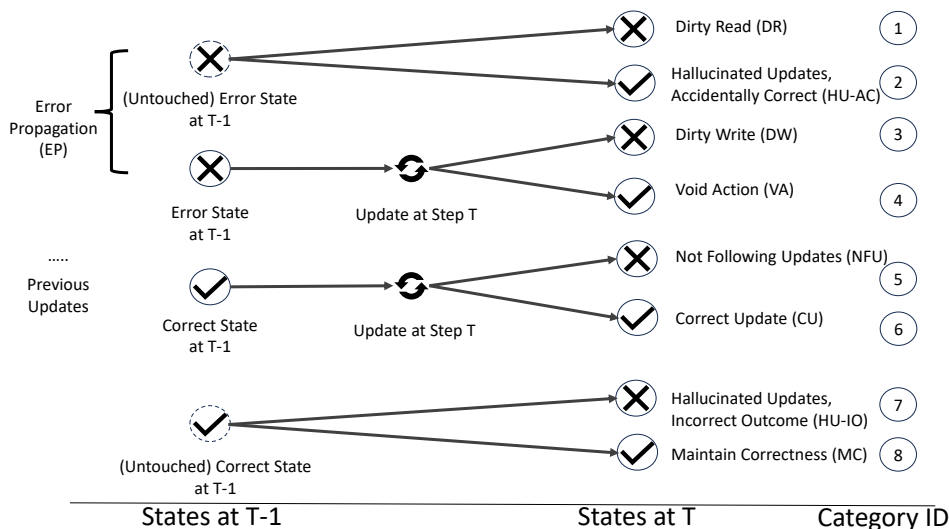 Dirty Read (DR)
1
(Untouched) Error State
at T-1
Hallucinated Updates,
Accidentally Correct (HU-AC)
2
Error
Propagation
(EP)
Dirty Write (DW)
3
Error State
at T-1
Update at Step T
Void Action (VA)
4
.....
Previous
Updates
Not Following Updates (NFU)
5
Correct State
at T-1
Update at Step T
Correct Update (CU)
6
Hallucinated Updates,
Incorrect Outcome (HU-IO)
7
(Untouched) Correct State
at T-1
Maintain Correctness (MC)
8
States at T-1
States at T
Category ID